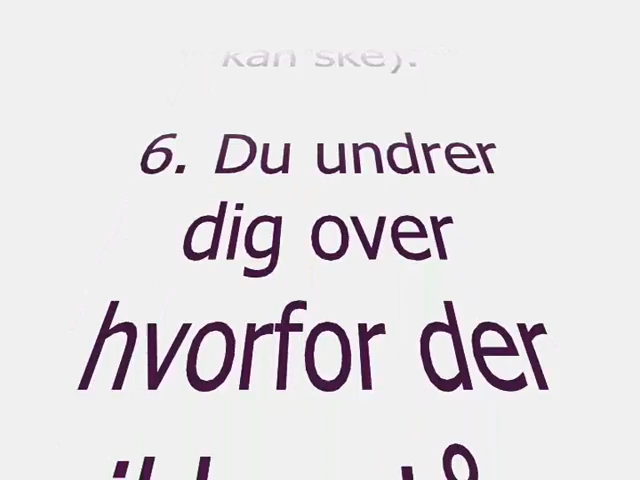 kan ske).
6. Du undrer
dig over
hvorfor der